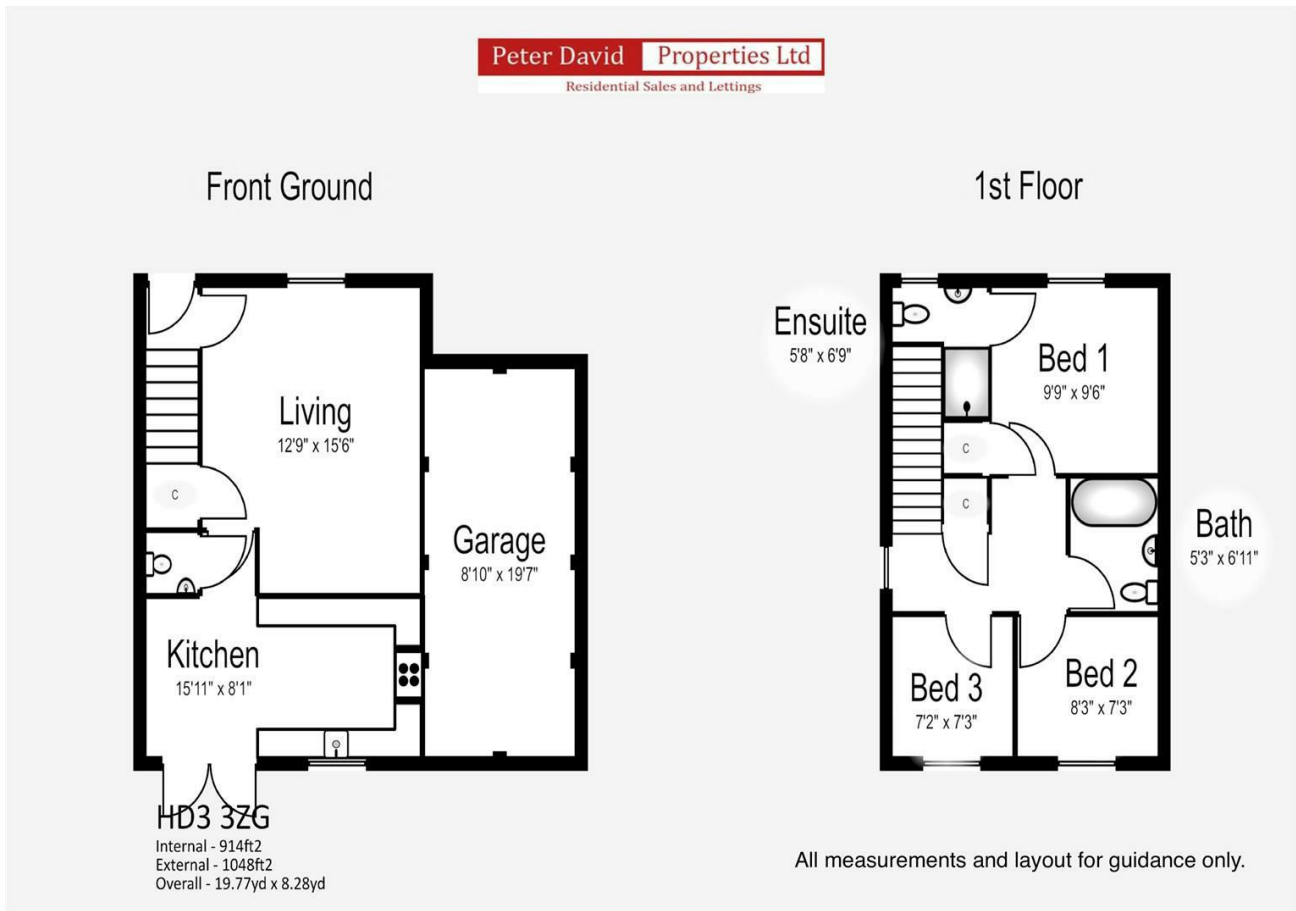 Peter David Properties Ltd
Residential Sales and Lettings
Front Ground
1st Floor
Living
12'9" x 15'6"
C
Garage
8'10" x 19'7"
Kitchen
15'11" x 8'1"
Ensuite
5'8" x 6'9"
Bed 1
9'9" x 9'6"
C
C
Bath
5'3" x 6'11"
Bed 3
7'2" x 7'3"
Bed 2
8'3" x 7'3"
HD3 3ZG
Internal - 914ft2
External - 1048ft2
Overall - 19.77yd x 8.28yd
All measurements and layout for guidance only.